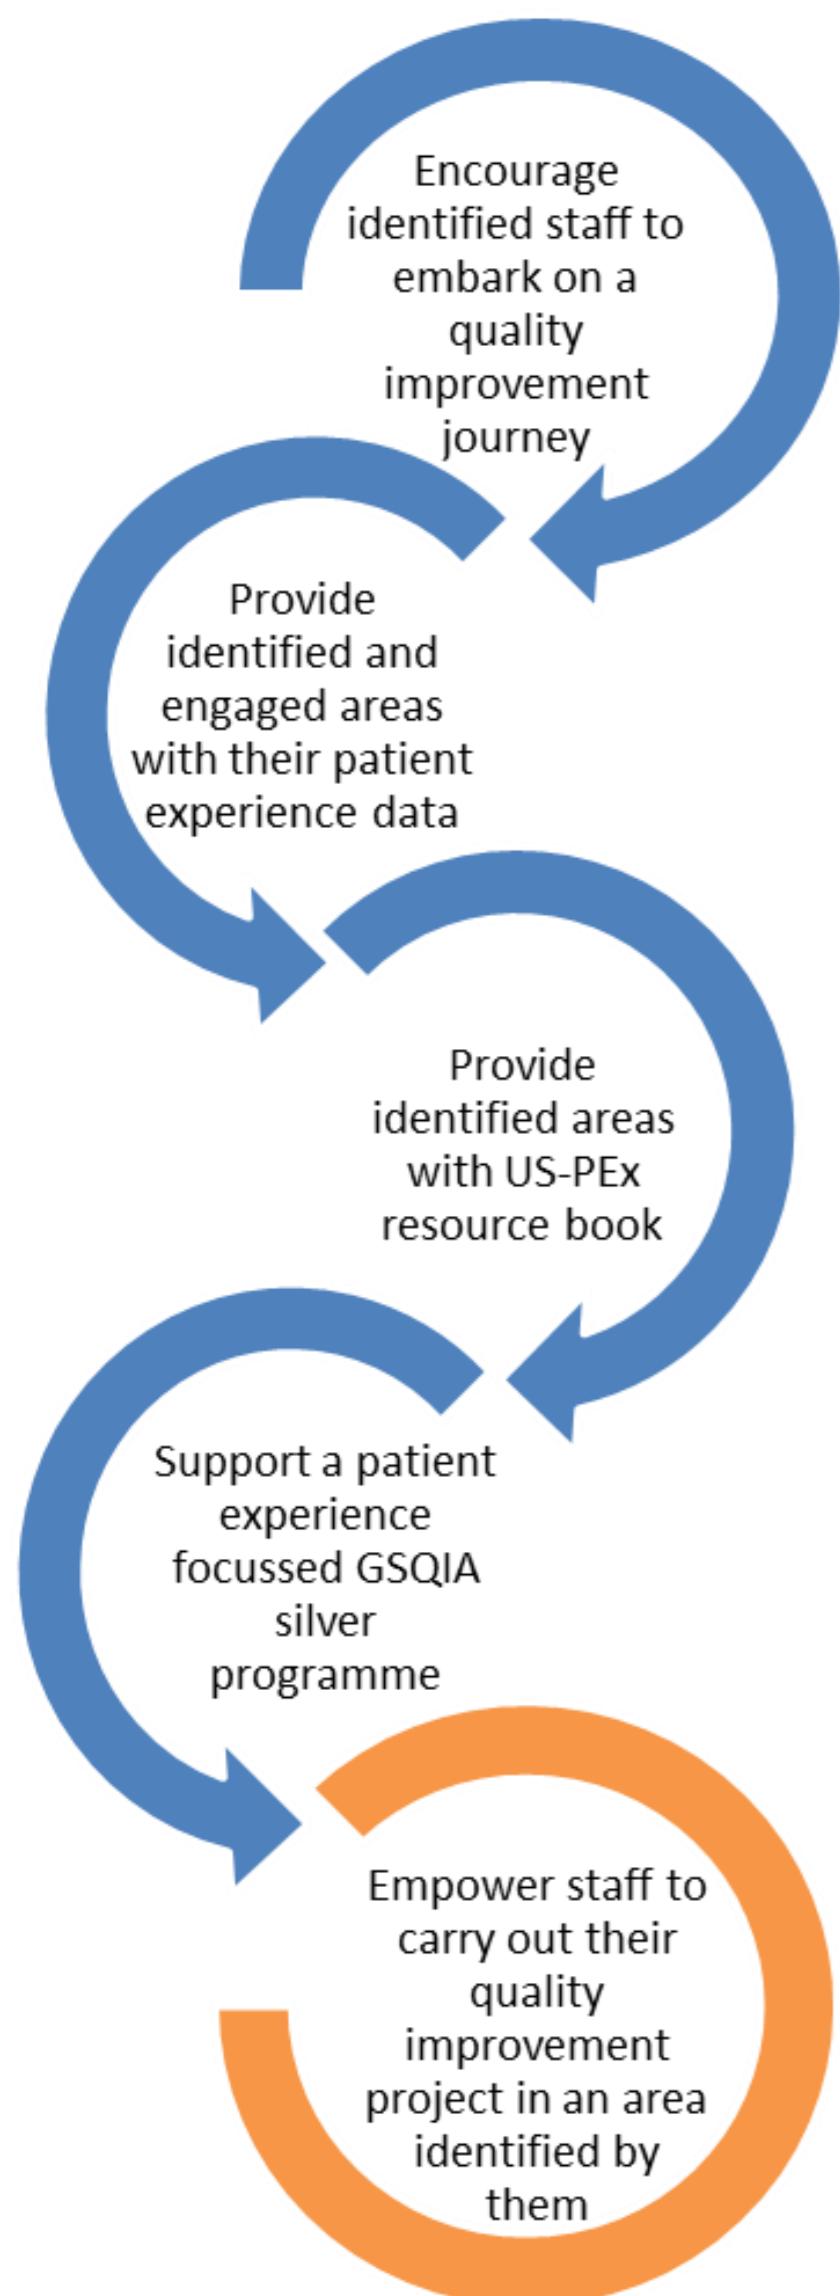 Encourage
identified staff to
embark on a
quality
improvement
journey
Provide
identified and
engaged areas
with their patient
experience data
Provide
identified areas
with US-PEx
resource book
Support a patient
experience
focussed GSQIA
silver
programme
Empower staff to
carry out their
quality
improvement
project in an area
identified by
them